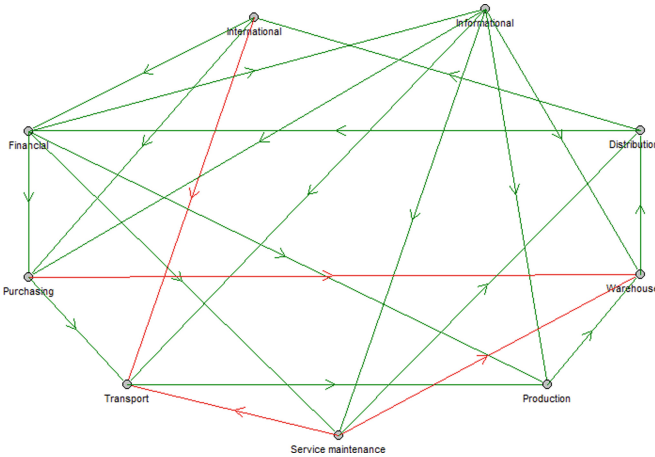 International
Informational
Financial
Distribution
Purchasing
Warehouse
Transport
Production
Service maintenance